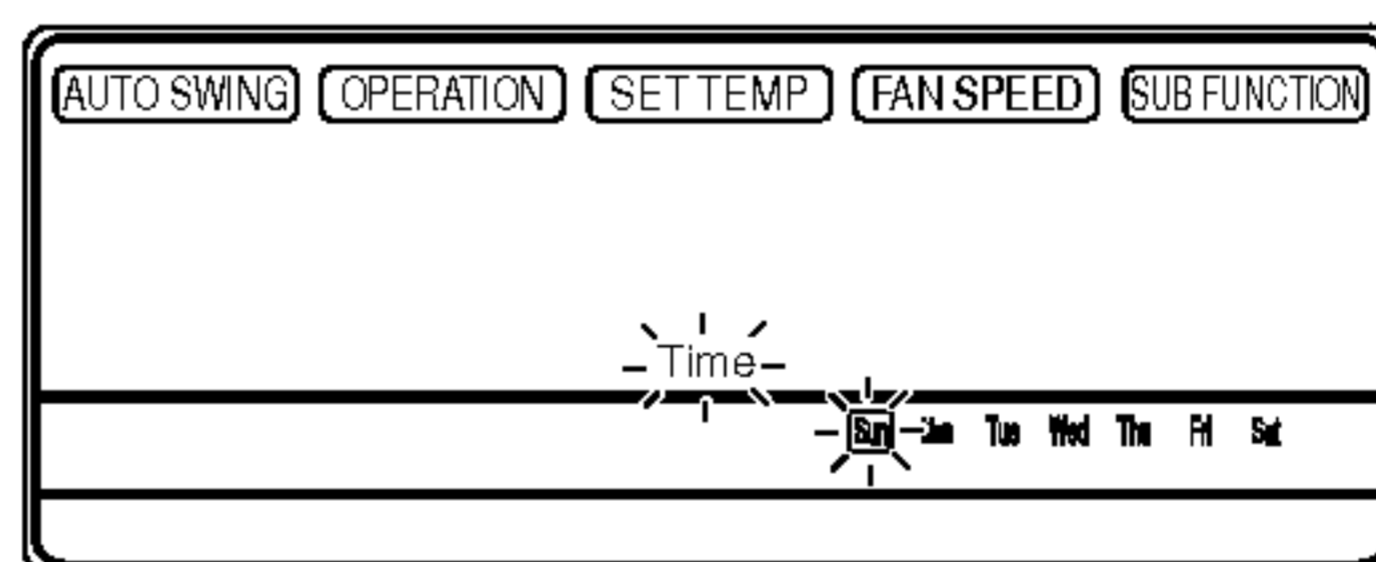 AUTO SWING OPERATION SET TEMP FAN SPEED SUB FUNCTION
Time
Sun Tue Wed Thu Fri Sat